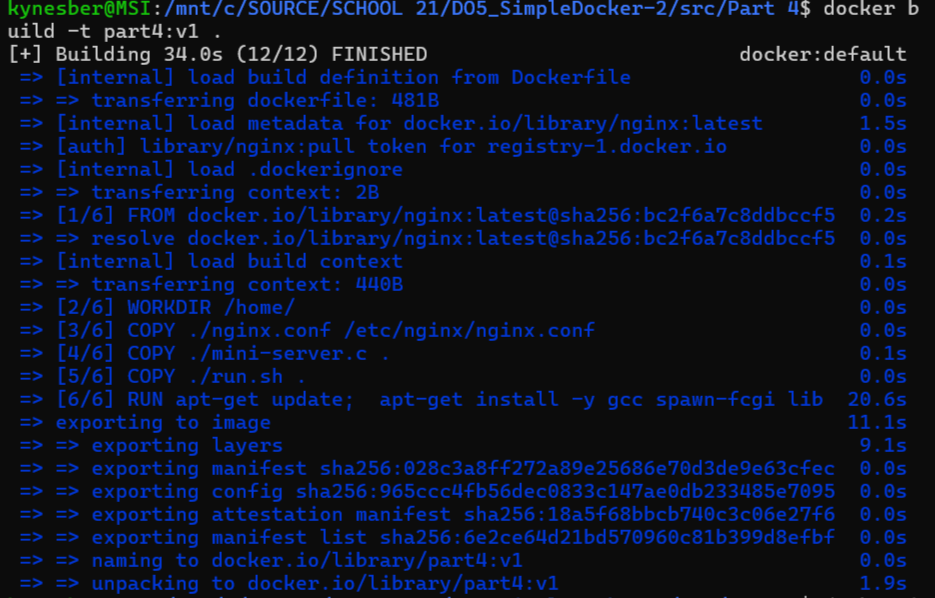 kynesber@MSI:/mnt/c/SOURCE/SCHOOL 21/DO5_SimpleDocker-2/src/Part 4$ docker b
uild -t part4:v1 .
[+] Building 34.0s (12/12) FINISHED docker:default
=> [internal] load build definition from Dockerfile 0.0s
=> => transferring dockerfile: 481B 0.0s
=> [internal] load metadata for docker.io/library/nginx:latest 1.5s
=> [auth] library/nginx:pull token for registry-1.docker.io 0.0s
=> [internal] load .dockerignore 0.0s
=> => transferring context: 2B 0.0s
=> [1/6] FROM docker.io/library/nginx:latest@sha256:bc2f6a7c8ddbccf5 0.2s
=> => resolve docker.io/library/nginx:latest@sha256:bc2f6a7c8ddbccf5 0.0s
=> [internal] load build context 0.1s
=> => transferring context: 440B 0.0s
=> [2/6] WORKDIR /home/ 0.0s
=> [3/6] COPY ./nginx.conf /etc/nginx/nginx.conf 0.0s
=> [4/6] COPY ./mini-server.c . 0.1s
=> [5/6] COPY ./run.sh . 0.0s
=> [6/6] RUN apt-get update;  apt-get install -y gcc spawn-fcgi lib 20.6s
=> exporting to image 11.1s
=> => exporting layers 9.1s
=> => exporting manifest sha256:028c3a8ff272a89e25686e70d3de9e63cfec 0.0s
=> => exporting config sha256:965ccc4fb56dec0833c147ae0db233485e7095 0.0s
=> => exporting attestation manifest sha256:18a5f68bbcb740c3c06e27f6 0.0s
=> => exporting manifest list sha256:6e2ce64d21bd570960c81b399d8efbf 0.0s
=> => naming to docker.io/library/part4:v1 0.0s
=> => unpacking to docker.io/library/part4:v1 1.9s